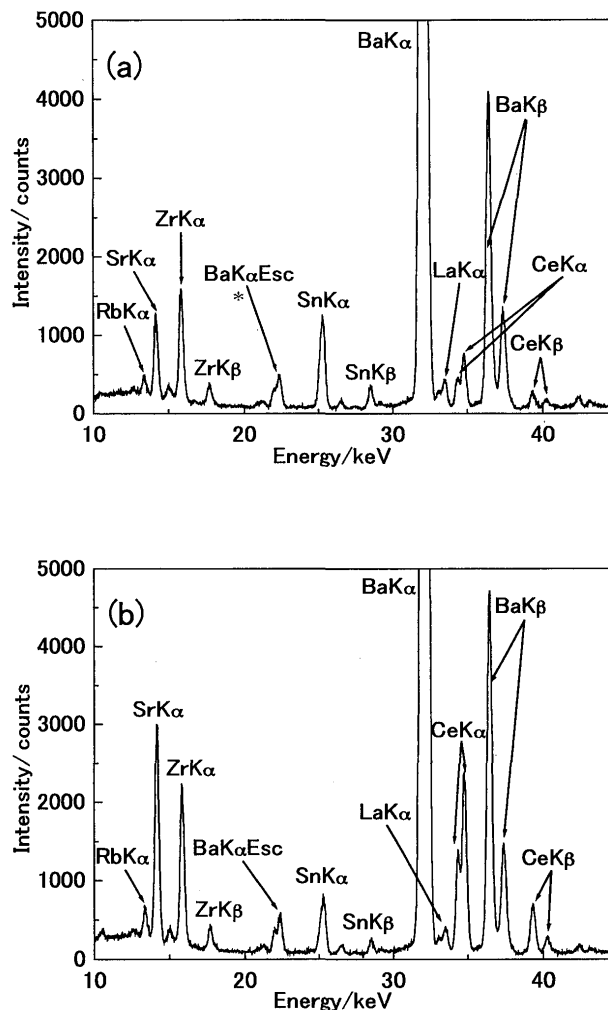 (a)
BaKα
BaKβ
ZrKα
SrKα
BaKαEsc
*
SnKα
LaKα
CeKα
RbKα
ZrKβ
SnKβ
CeKβ
5000
4000
3000
2000
1000
0
10 20 30 40
Intensity/ counts
Energy/keV
(b)
BaKα
BaKβ
SrKα
ZrKα
CeKα
LaKα
RbKα
BaKαEsc
SnKα
CeKβ
ZrKβ
SnKβ
5000
4000
3000
2000
1000
0
10 20 30 40
Intensity/ counts
Energy/keV